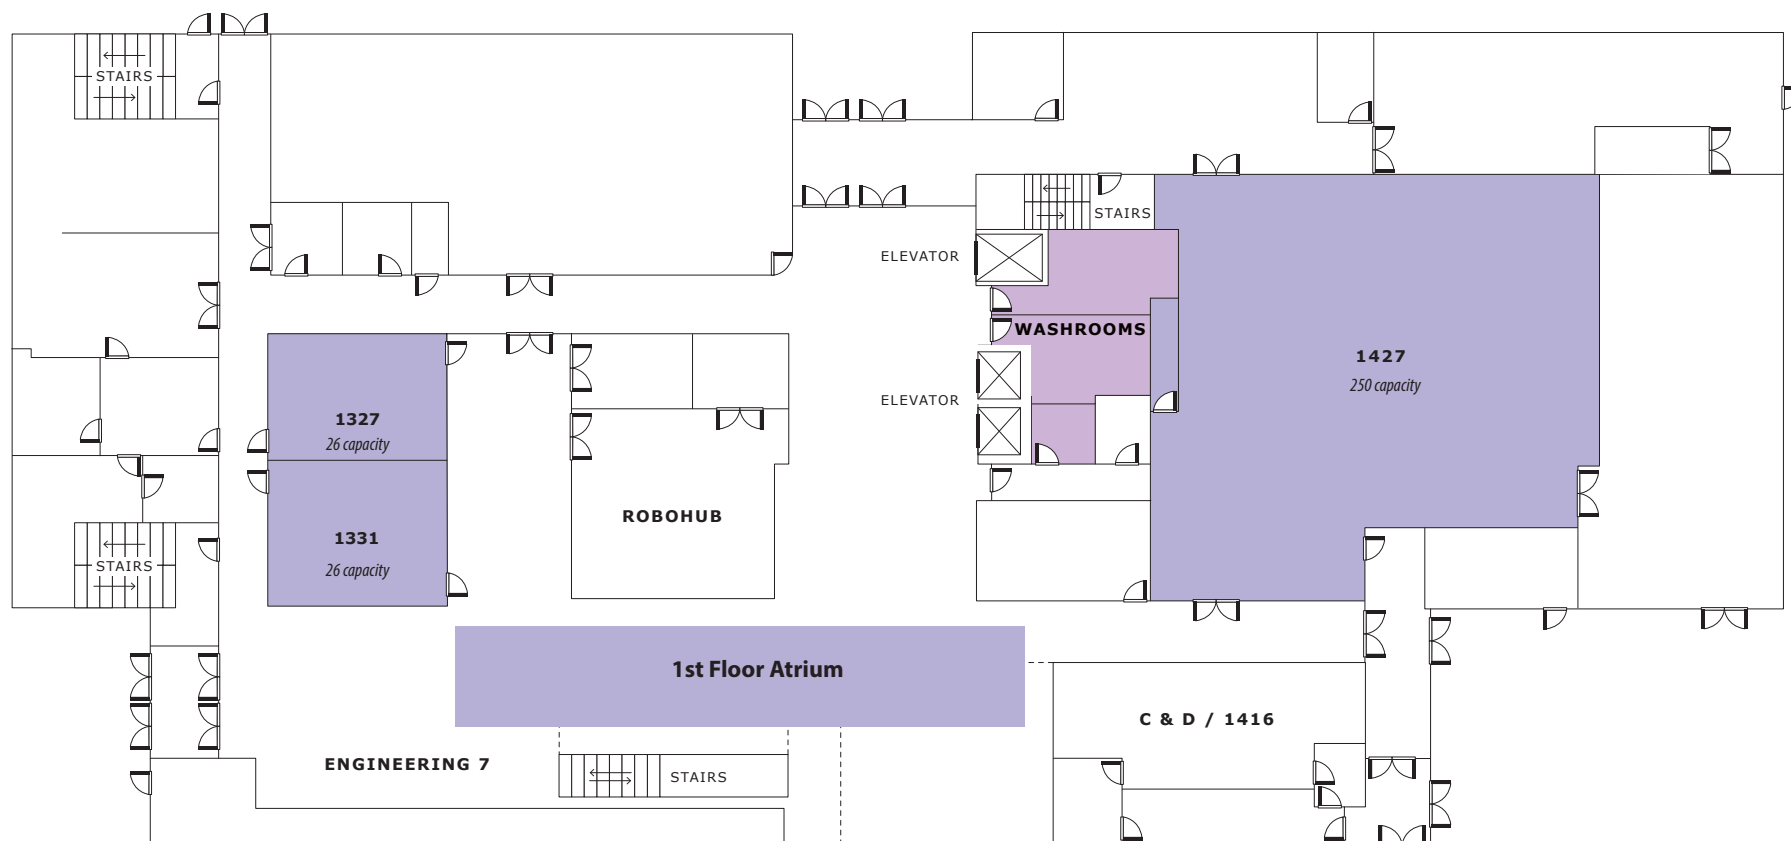 STAIRS
STAIRS
ELEVATOR
WASHROOMS
1427
250 capacity
ELEVATOR
1327
26 capacity
ROBOHUB
1331
26 capacity
STAIRS
1st Floor Atrium
C & D / 1416
ENGINEERING 7
STAIRS